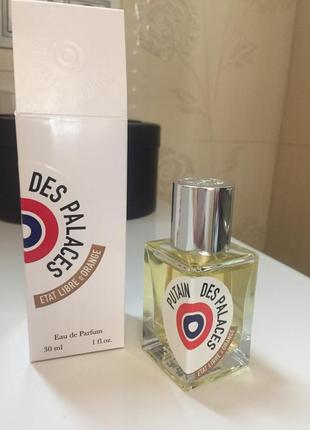 DES PALACES
ETAT LIBRE D'ORANGE
Eau de Parfum
30 ml 1 fl.oz.
PUTAIN DES PALACES
ETAT LIBRE D'ORANGE